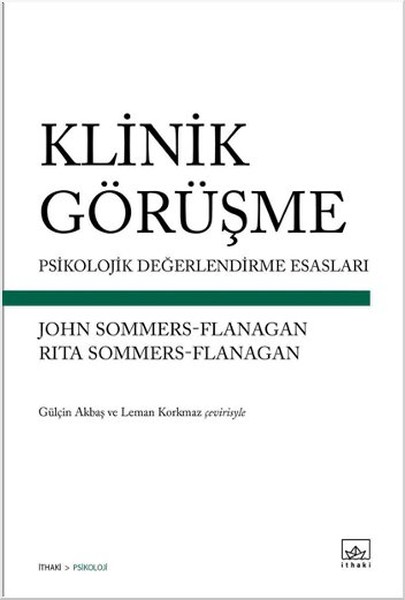 KLİNİK
GÖRÜŞME
PSİKOLOJİK DEĞERLENDİRME ESASLARI
JOHN SOMMERS-FLANAGAN
RITA SOMMERS-FLANAGAN
Gülçin Akbaş ve Leman Korkmaz çevirisyle
ithaki
İTHAKİ > PSİKOLOJİ